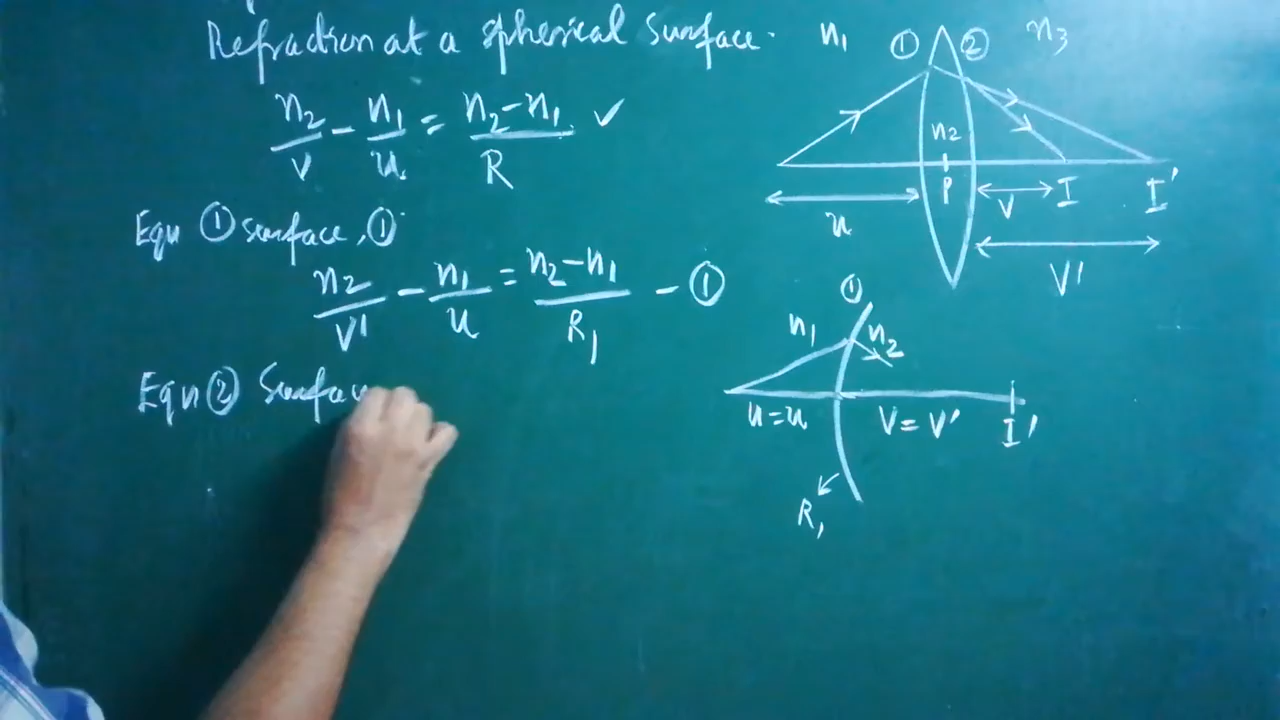 Refraction at a spherical surface.
n₂/v - n₁/u = n₂-n₁/R ✓
Equ ① surface, ①
n₂/v' - n₁/u = n₂-n₁/R₁ - ①
Equ ② Surfac
n₁ ① ② n₃
n₂
P
u
v I I'
V'
①
n₁ n₂
u=u v=v' I'
R₁